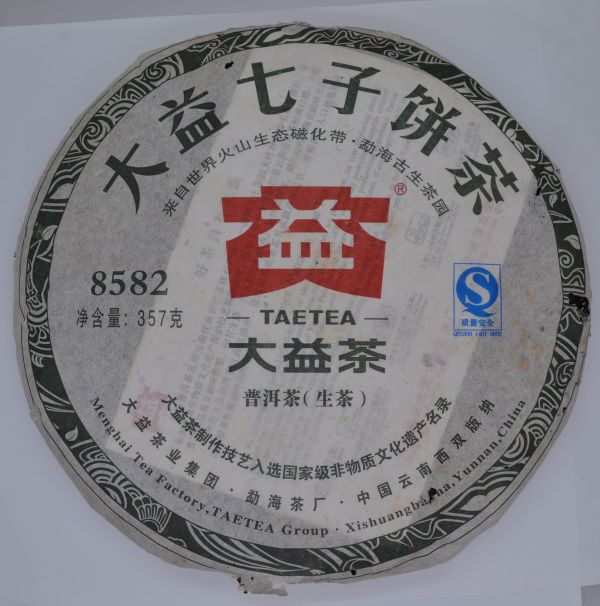 大益七子饼茶
来自世界火山生态磁化带·勐海古生茶园
益
®
8582
净含量: 357克
— TAETEA —
大益茶
普洱茶(生茶)
质量安全
QS5300 1401 0002
大益茶制作技艺入选国家级非物质文化遗产名录
大益茶业集团·勐海茶厂·中国云南西双版纳
Menghai Tea Factory,TAETEA Group·Xishuangbanna,Yunnan,China